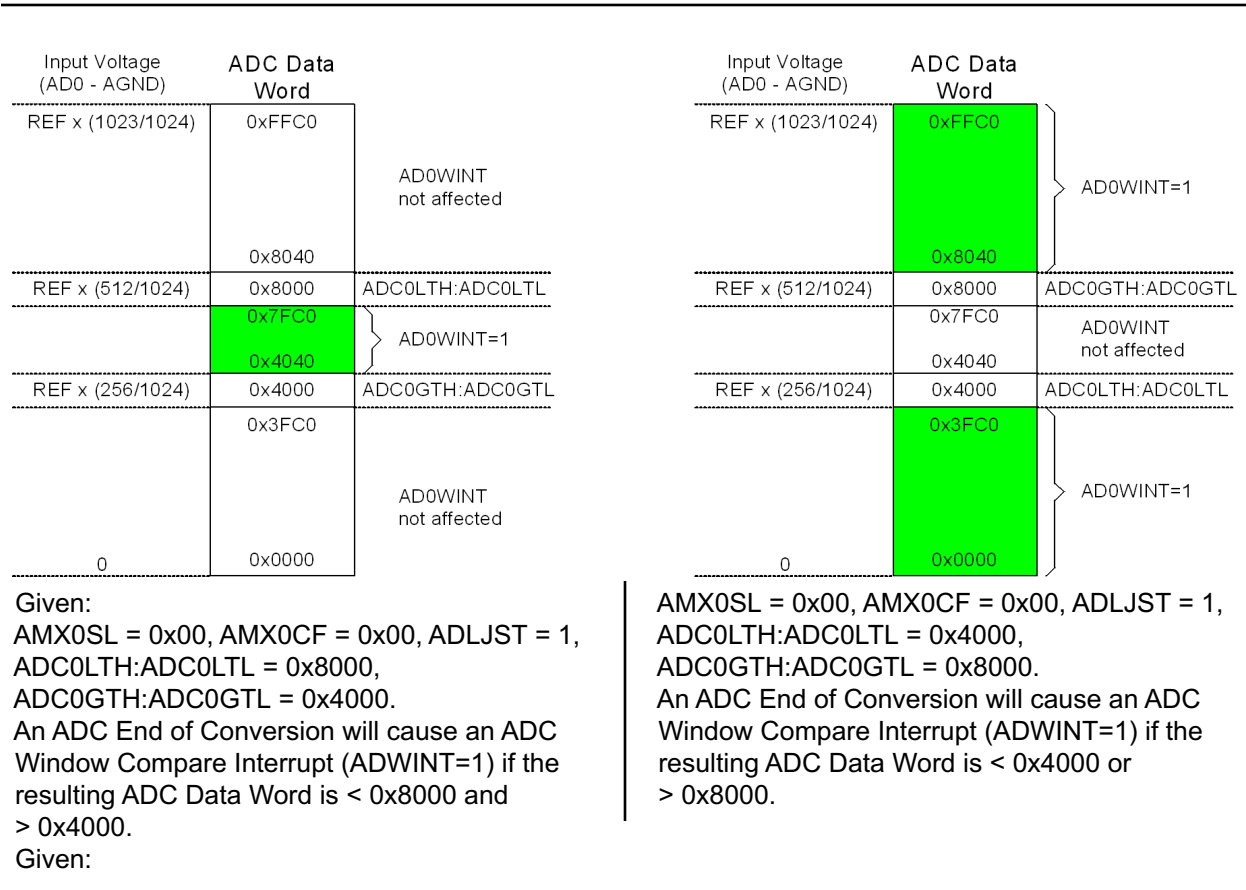 Input Voltage
(AD0 - AGND)
ADC Data
Word
REF x (1023/1024)
0xFFC0
AD0WINT
not affected
0x8040
REF x (512/1024)
0x8000
ADC0LTH:ADC0LTL
0x7FC0
AD0WINT=1
0x4040
REF x (256/1024)
0x4000
ADC0GTH:ADC0GTL
0x3FC0
AD0WINT
not affected
0
0x0000
Given:
AMX0SL = 0x00, AMX0CF = 0x00, ADLJST = 1,
ADC0LTH:ADC0LTL = 0x8000,
ADC0GTH:ADC0GTL = 0x4000.
An ADC End of Conversion will cause an ADC
Window Compare Interrupt (ADWINT=1) if the
resulting ADC Data Word is < 0x8000 and
> 0x4000.
Given:
Input Voltage
(AD0 - AGND)
ADC Data
Word
REF x (1023/1024)
0xFFC0
AD0WINT=1
0x8040
REF x (512/1024)
0x8000
ADC0GTH:ADC0GTL
0x7FC0
AD0WINT
not affected
0x4040
REF x (256/1024)
0x4000
ADC0LTH:ADC0LTL
0x3FC0
AD0WINT=1
0
0x0000
AMX0SL = 0x00, AMX0CF = 0x00, ADLJST = 1,
ADC0LTH:ADC0LTL = 0x4000,
ADC0GTH:ADC0GTL = 0x8000.
An ADC End of Conversion will cause an ADC
Window Compare Interrupt (ADWINT=1) if the
resulting ADC Data Word is < 0x4000 or
> 0x8000.